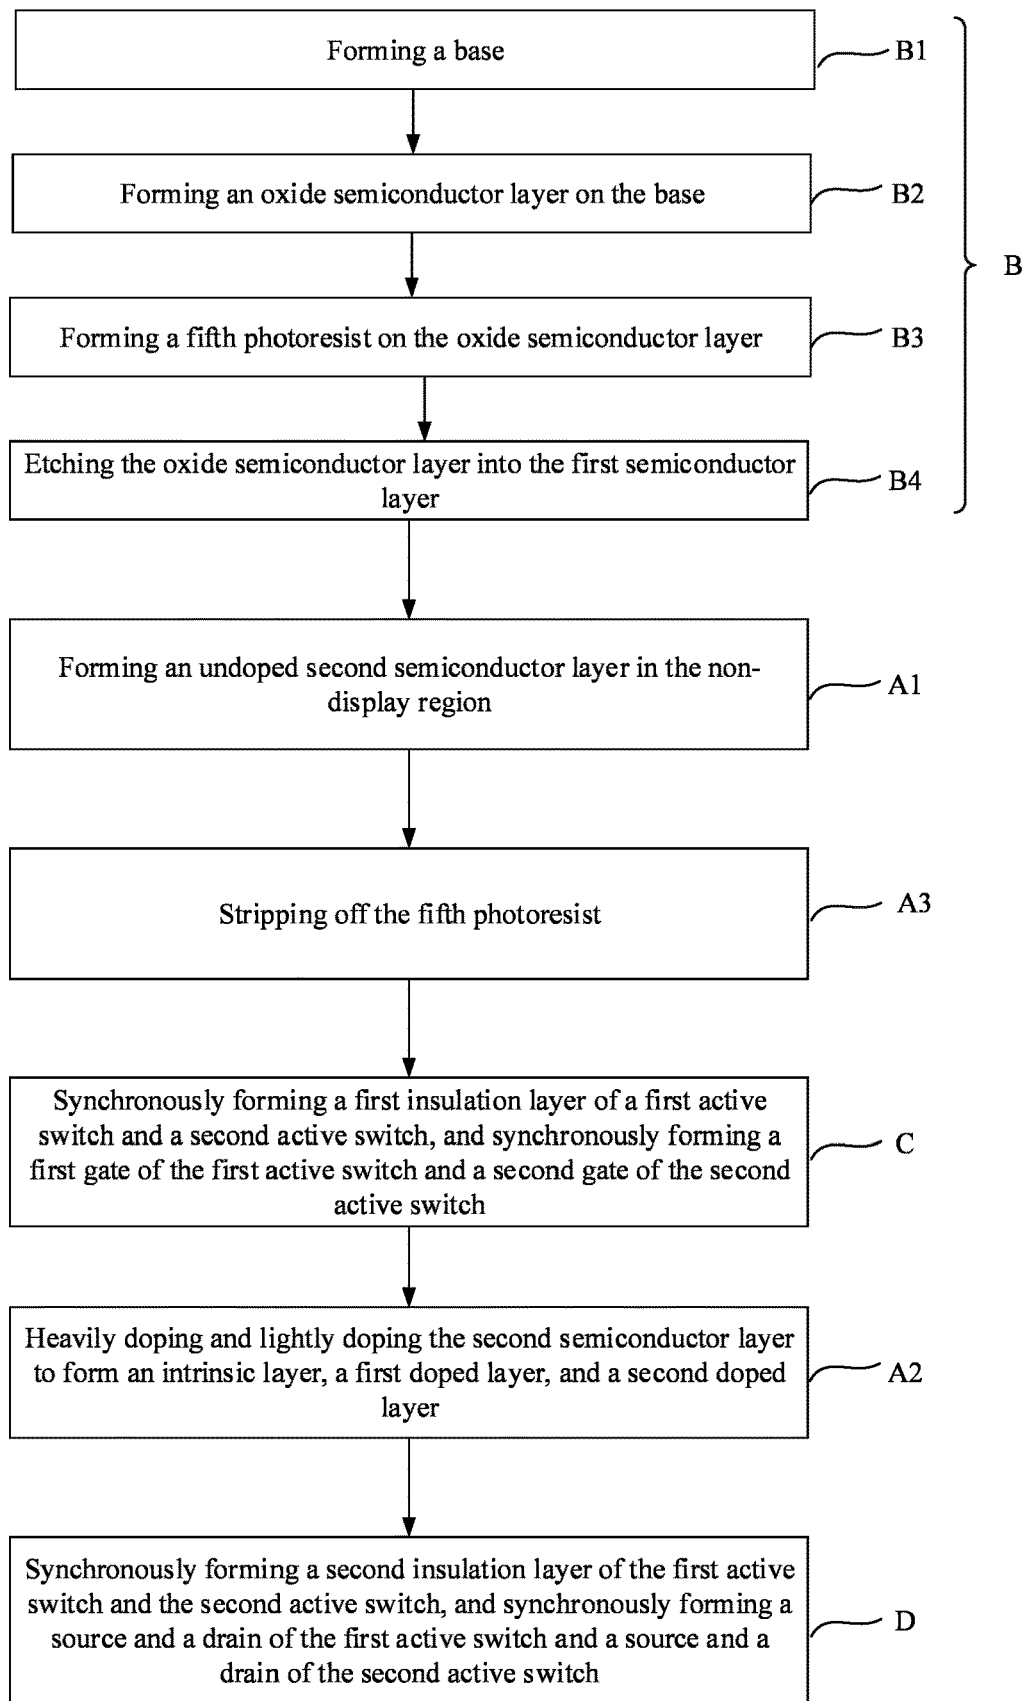 Forming a base
B1
Forming an oxide semiconductor layer on the base
B2
B
Forming a fifth photoresist on the oxide semiconductor layer
B3
Etching the oxide semiconductor layer into the first semiconductor
layer
B4
Forming an undoped second semiconductor layer in the non-
display region
A1
Stripping off the fifth photoresist
A3
Synchronously forming a first insulation layer of a first active
switch and a second active switch, and synchronously forming a
first gate of the first active switch and a second gate of the second
active switch
C
Heavily doping and lightly doping the second semiconductor layer
to form an intrinsic layer, a first doped layer, and a second doped
layer
A2
Synchronously forming a second insulation layer of the first active
switch and the second active switch, and synchronously forming a
source and a drain of the first active switch and a source and a
drain of the second active switch
D